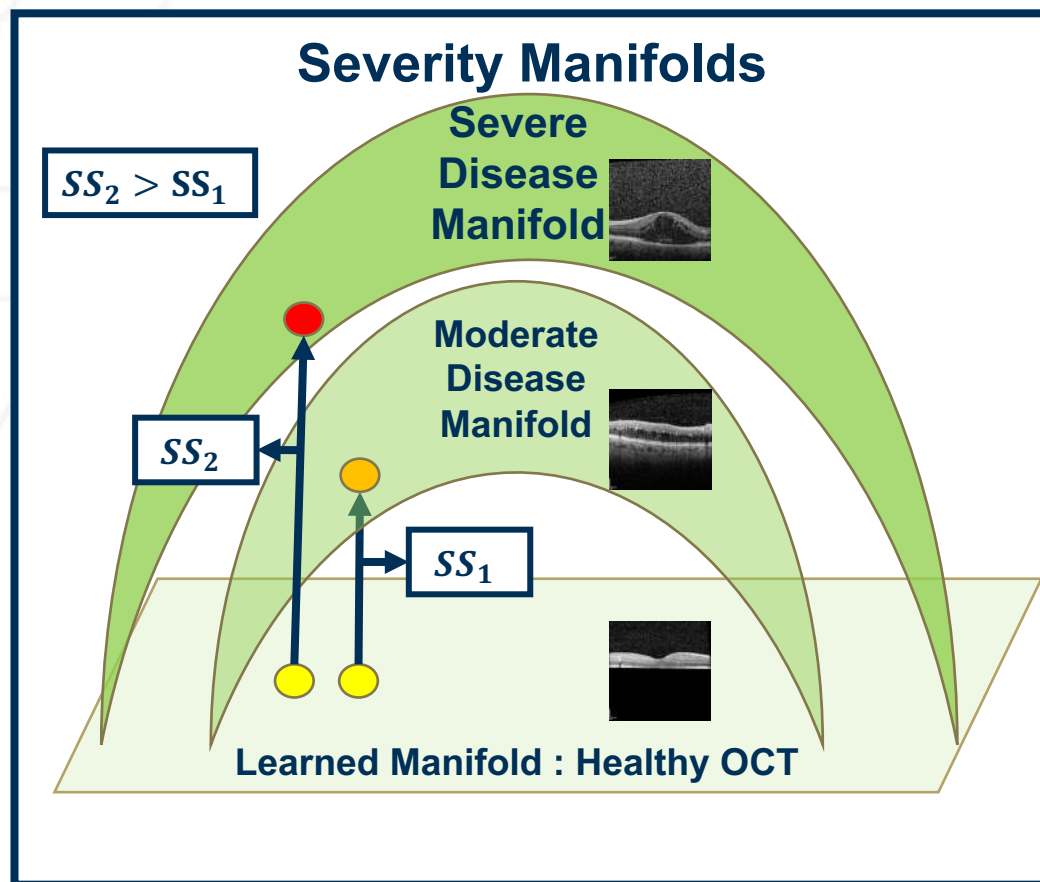 Severity Manifolds
Severe
Disease
Manifold
𝑺𝑺₂ > SS₁
Moderate
Disease
Manifold
𝑺𝑺₂
𝑺𝑺₁
Learned Manifold : Healthy OCT